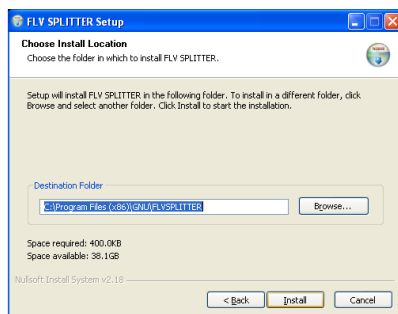 FLV SPLITTER Setup
Choose Install Location
Choose the folder in which to install FLV SPLITTER.
Setup will install FLV SPLITTER in the following folder. To install in a different folder, click
Browse and select another folder. Click Install to start the installation.
Destination Folder
C:\Program Files (x86)\GNU\FLVSPLITTER
Browse...
Space required: 400.0KB
Space available: 38.1GB
Nullsoft Install System v2.18
< Back
Install
Cancel